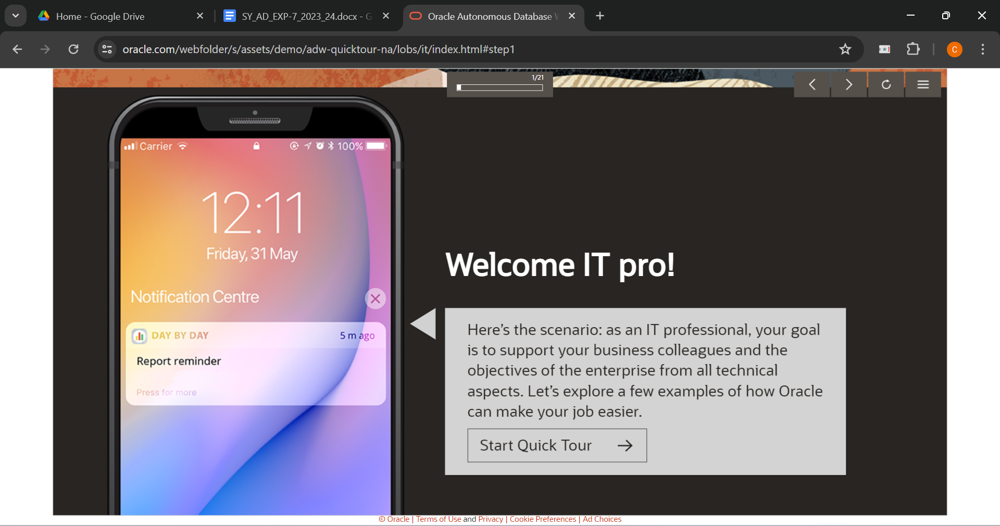 Home - Google Drive
SY_AD_EXP-7_2023_24.docx - G
Oracle Autonomous Database
oracle.com/webfolder/s/assets/demo/adw-quicktour-na/lobs/it/index.html#step1
C
1/21
Carrier
100%
12:11
Friday, 31 May
Notification Centre
DAY BY DAY
5 m ago
Report reminder
Press for more
Welcome IT pro!
Here’s the scenario: as an IT professional, your goal
is to support your business colleagues and the
objectives of the enterprise from all technical
aspects. Let’s explore a few examples of how Oracle
can make your job easier.
Start Quick Tour
© Oracle | Terms of Use and Privacy | Cookie Preferences | Ad Choices